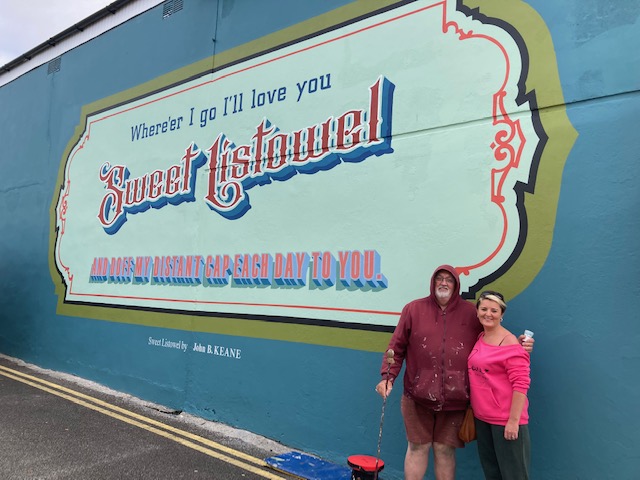 Where'er I go I'll love you
Sweet Listowel
AND DOFF MY DISTANT CAP EACH DAY TO YOU.
Sweet Listowel by John B. KEANE